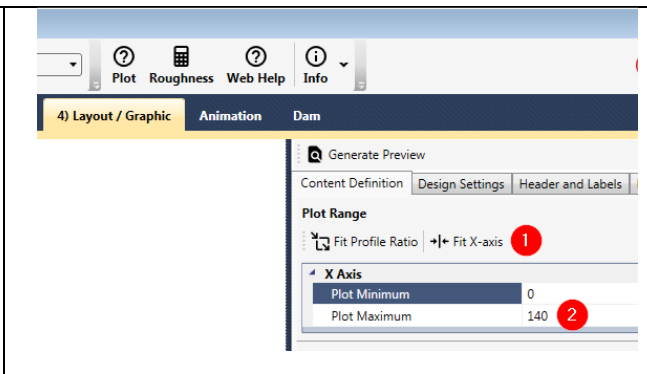 Plot Roughness Web Help Info
4) Layout / Graphic Animation Dam
Generate Preview
Content Definition Design Settings Header and Labels
Plot Range
Fit Profile Ratio Fit X-axis 1
X Axis
Plot Minimum 0
Plot Maximum 140 2